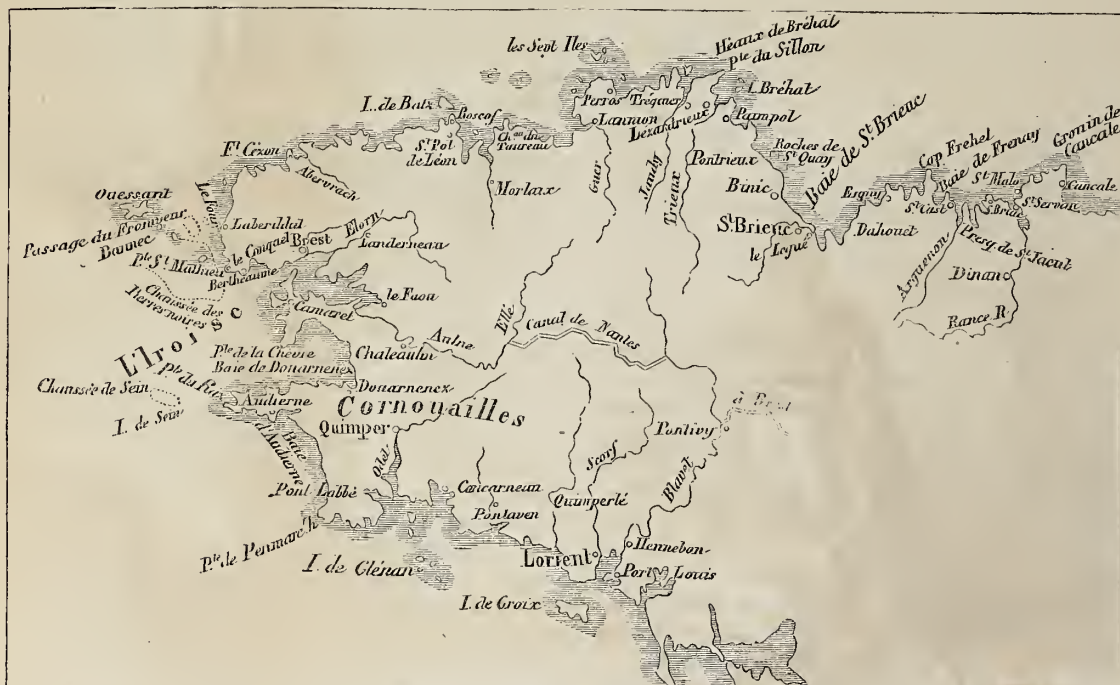 les Sept Iles
Héaux de Bréhat
Pte du Sillon
I. Bréhat
I. de Batz
Roscof
Perros
Tréguier
Lannion
Lézardrieux
Paimpol
St Pol
de Léon
Chau du
Taureau
Morlaix
Guer
Jaudy
Trieux
Pontrieux
Roches de
St Quay
Binic
Baie de St Brieuc
St Brieuc
le Légué
Dahouet
Erquy
Cap Frehel
Baie de Frenay
St Cast
St Malo
St Briac
St Servan
Gronin de
Cancale
Cancale
Presq. de St Jacut
Arguenon
Dinan
Rance R.
Ouessant
le Four
Abervrach
Passage du Fromveur
Bannec
Laberildut
Pte St Mathieu
le Conquet
Bertheaume
Brest
Elorn
Landerneau
Chaussée des
Pierres noires
L'Iroise
Camaret
le Faou
Aulne
Ellé
Canal de Nantes
à Brest
Pte de la Chèvre
Baie de Douarnenez
Chateaulin
Douarnenez
Chaussée de Sein
Pte du Raz
I. de Sein
Audierne
Baie
d'Audierne
Cornouailles
Quimper
Odet
Pont Labbé
Concarneau
Pontaven
Quimperlé
Scorf
Blavet
Pontivy
Pte de Penmarch
I. de Glénan
Lorient
Hennebon
Port Louis
I. de Groix